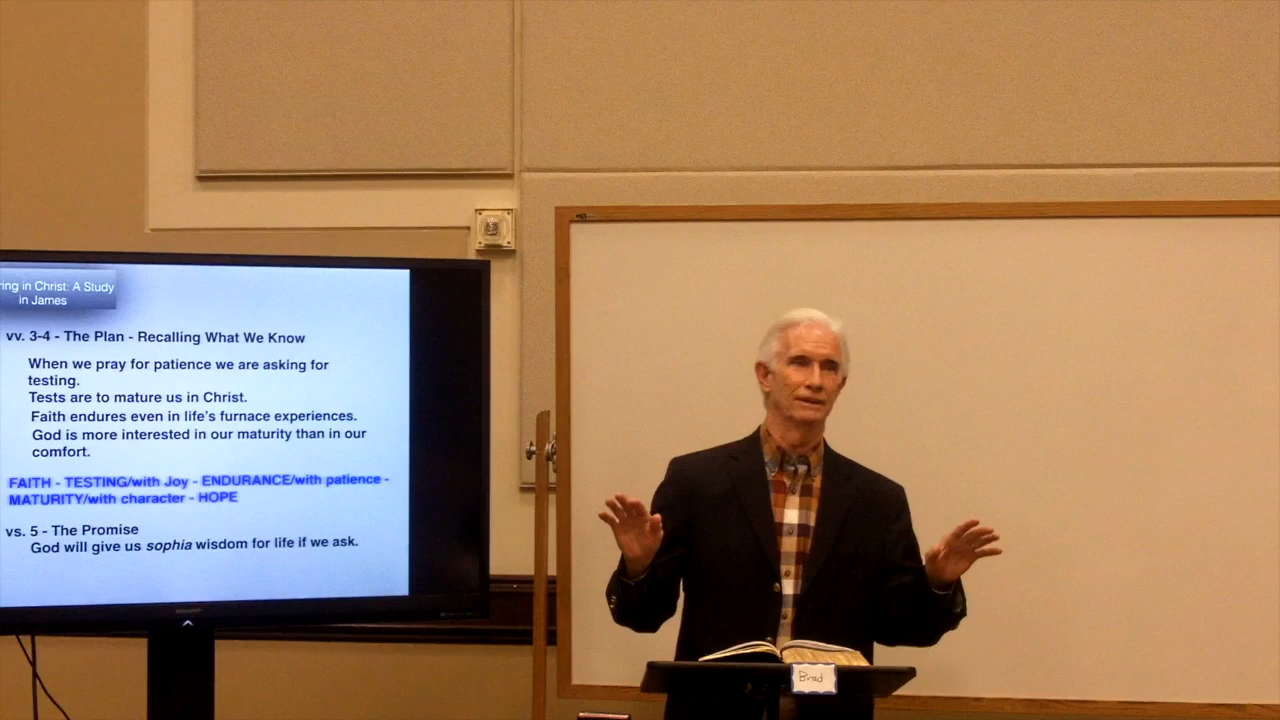 ring in Christ: A Study
in James
vv. 3-4 - The Plan - Recalling What We Know
When we pray for patience we are asking for
testing.
Tests are to mature us in Christ.
Faith endures even in life's furnace experiences.
God is more interested in our maturity than in our
comfort.
FAITH - TESTING/with Joy - ENDURANCE/with patience -
MATURITY/with character - HOPE
vs. 5 - The Promise
God will give us sophia wisdom for life if we ask.
SHARP
Brad